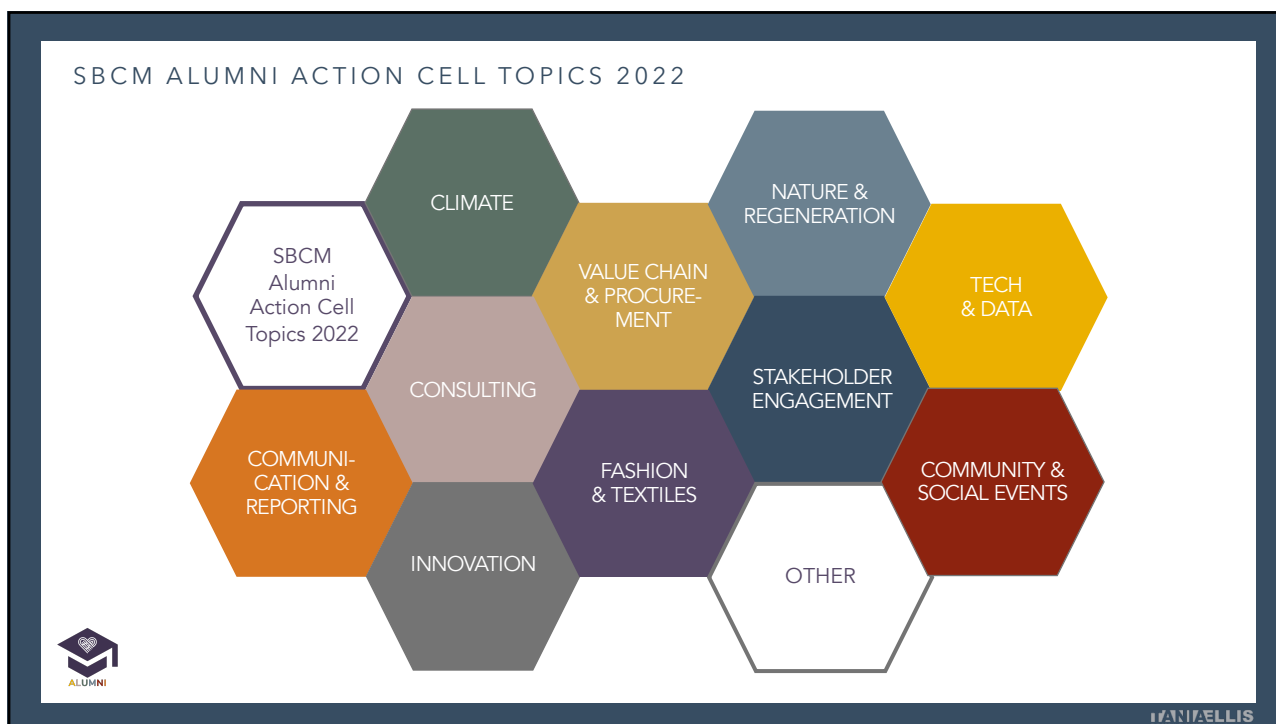 SBCM ALUMNI ACTION CELL TOPICS 2022
CLIMATE
NATURE &
REGENERATION
SBCM
Alumni
Action Cell
Topics 2022
VALUE CHAIN
& PROCURE-
MENT
TECH
& DATA
CONSULTING
STAKEHOLDER
ENGAGEMENT
COMMUNI-
CATION &
REPORTING
FASHION
& TEXTILES
COMMUNITY &
SOCIAL EVENTS
INNOVATION
OTHER
ALUMNI
TANIAELLIS